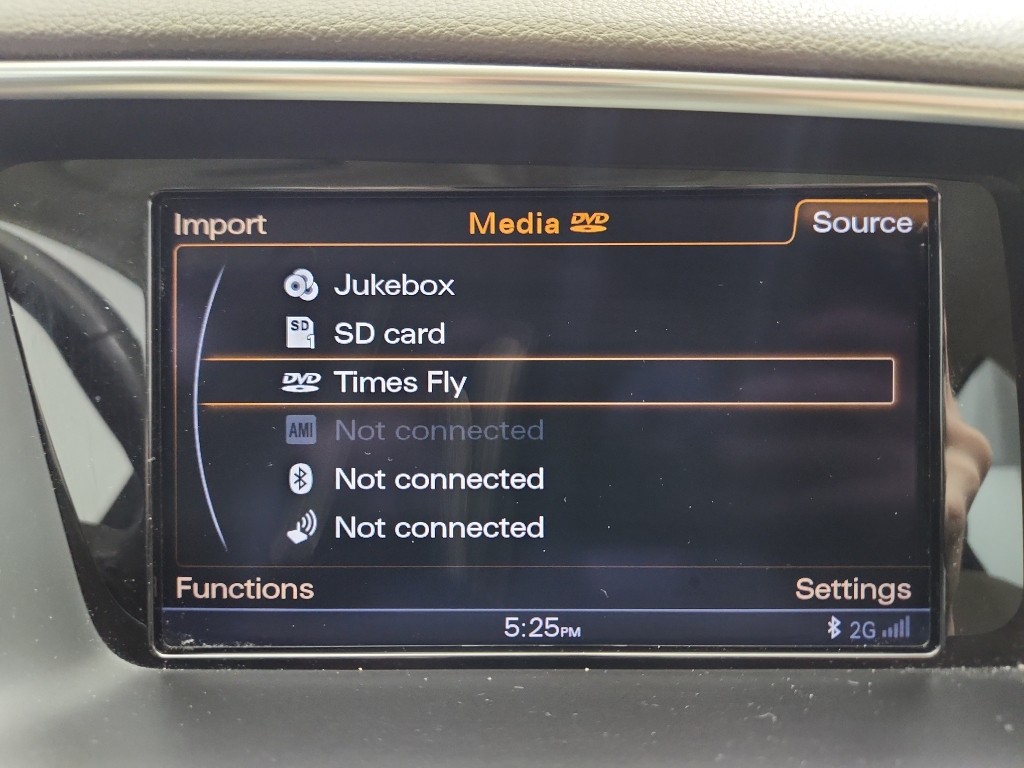 Import Media DVD Source
Jukebox
SD 1 SD card
DVD Times Fly
AMI Not connected
Not connected
Not connected
Functions Settings
5:25PM 2G